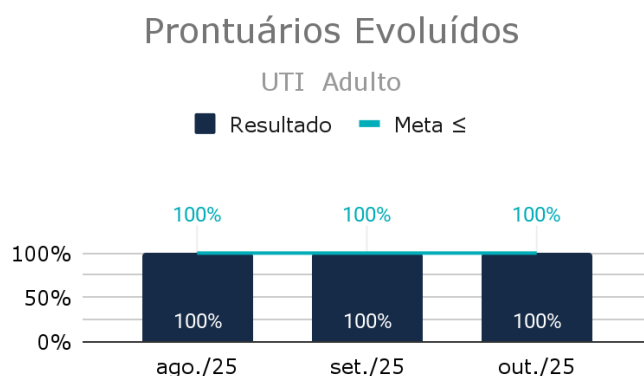 Prontuários Evoluídos
UTI Adulto
Resultado Meta ≤
100% 100% 100%
100%
50%
0%
100% 100% 100%
ago./25 set./25 out./25